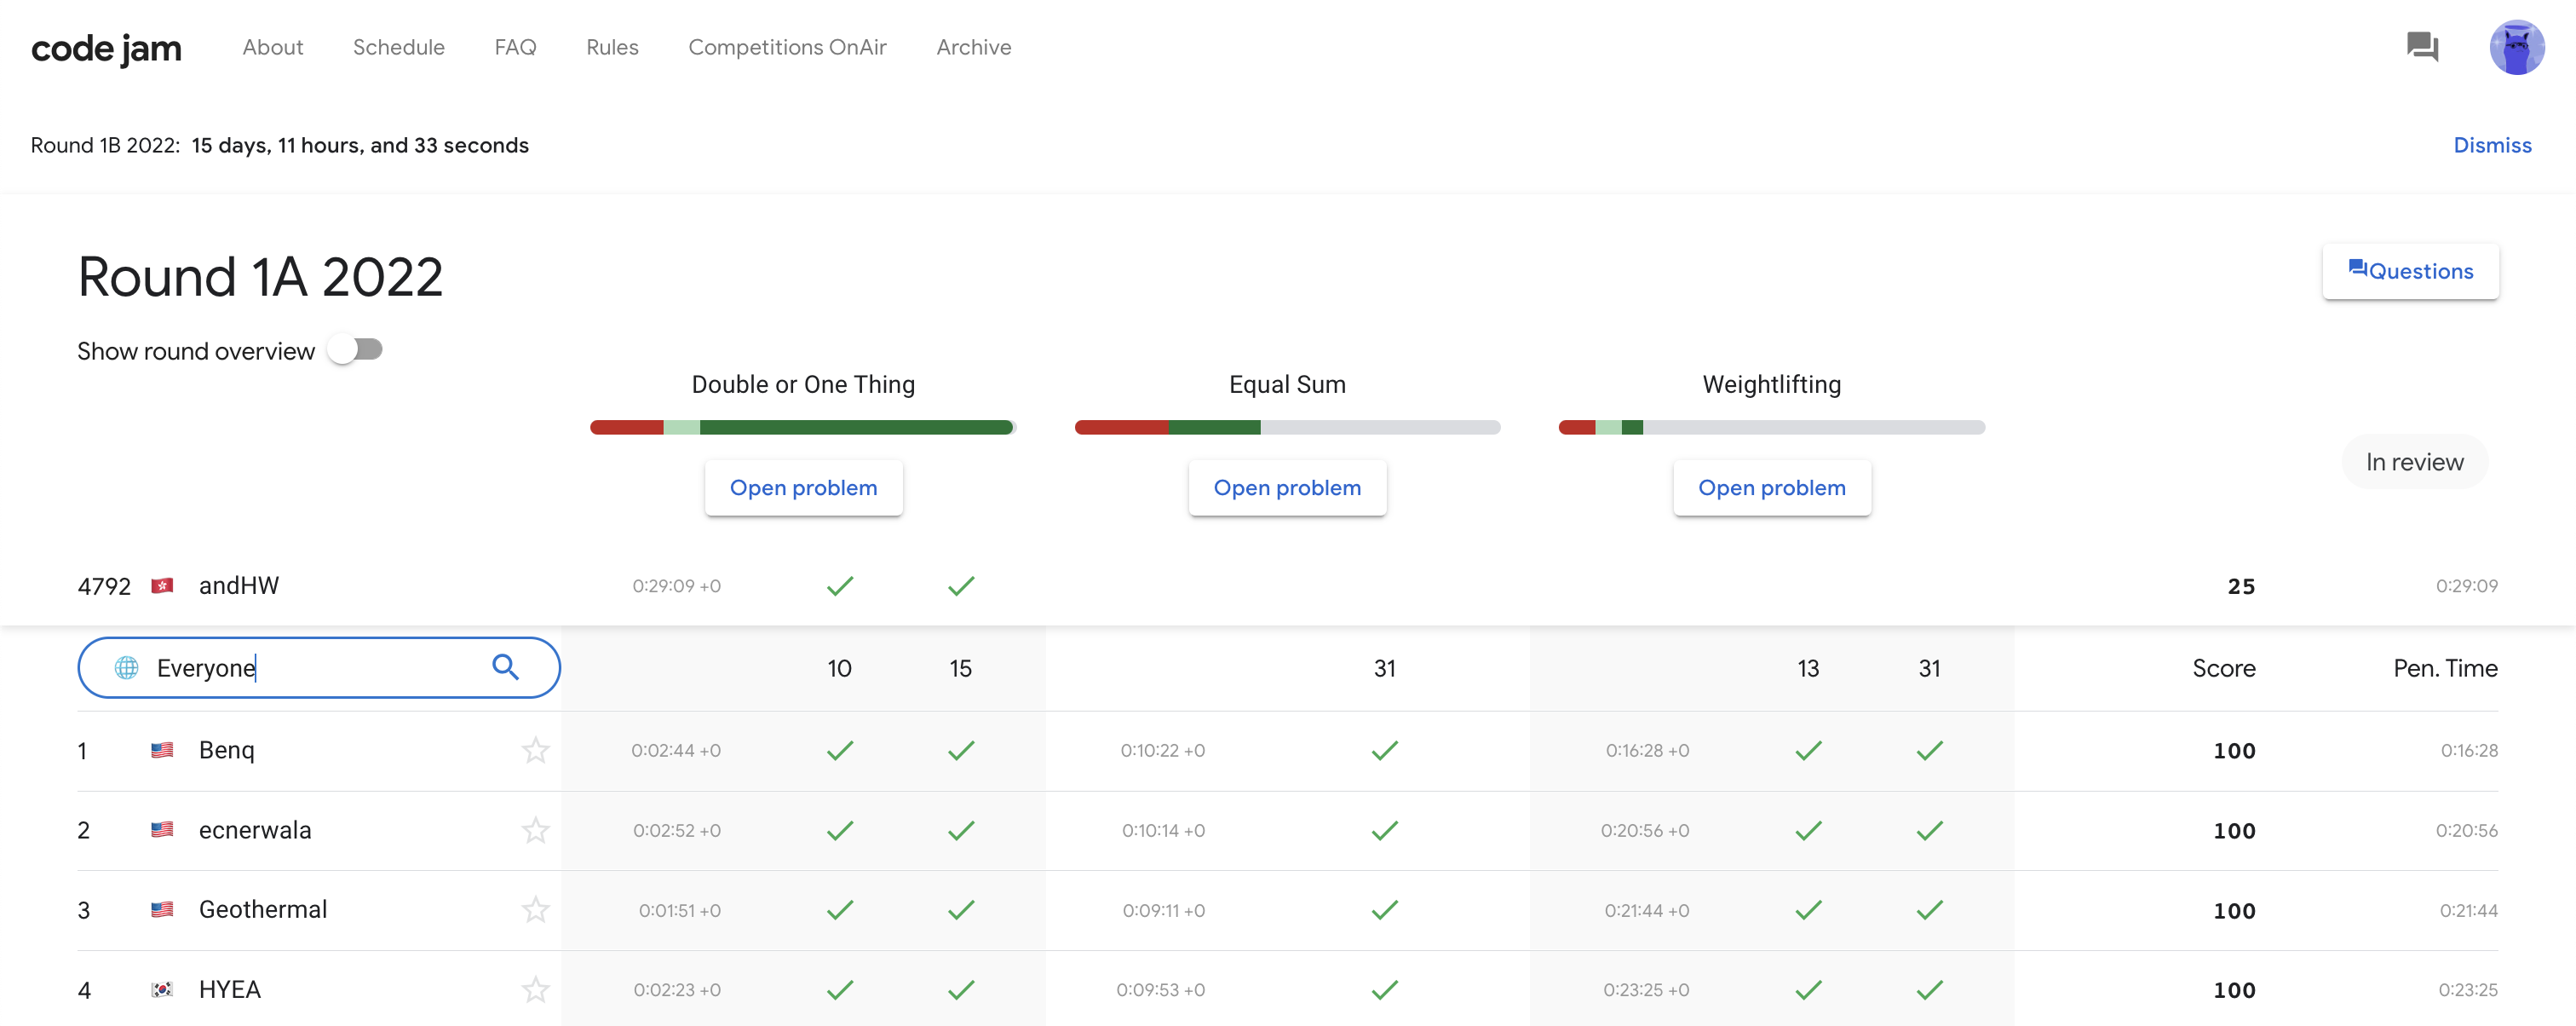 code jam About Schedule FAQ Rules Competitions OnAir Archive
Round 1B 2022: 15 days, 11 hours, and 33 seconds Dismiss
Round 1A 2022 Questions
Show round overview
Double or One Thing Equal Sum Weightlifting
In review
Open problem Open problem Open problem
4792 andHW 0:29:09 +0 25 0:29:09
Everyone 10 15 31 13 31 Score Pen. Time
1 Benq 0:02:44 +0 0:10:22 +0 0:16:28 +0 100 0:16:28
2 ecnerwala 0:02:52 +0 0:10:14 +0 0:20:56 +0 100 0:20:56
3 Geothermal 0:01:51 +0 0:09:11 +0 0:21:44 +0 100 0:21:44
4 HYEA 0:02:23 +0 0:09:53 +0 0:23:25 +0 100 0:23:25